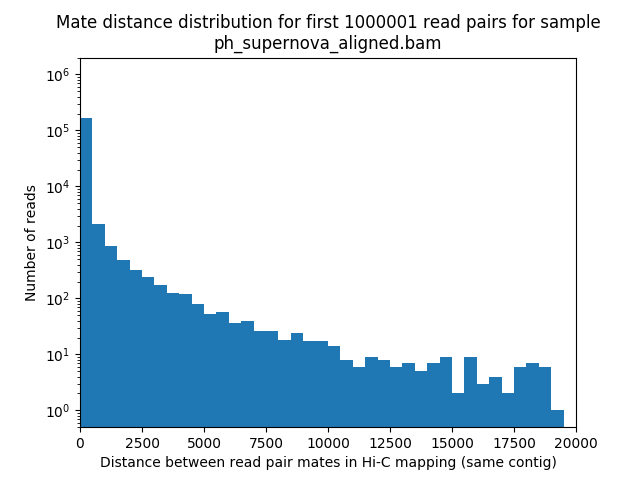 Mate distance distribution for first 1000001 read pairs for sample
ph_supernova_aligned.bam
Number of reads
10⁶
10⁵
10⁴
10³
10²
10¹
10⁰
0 2500 5000 7500 10000 12500 15000 17500 20000
Distance between read pair mates in Hi-C mapping (same contig)